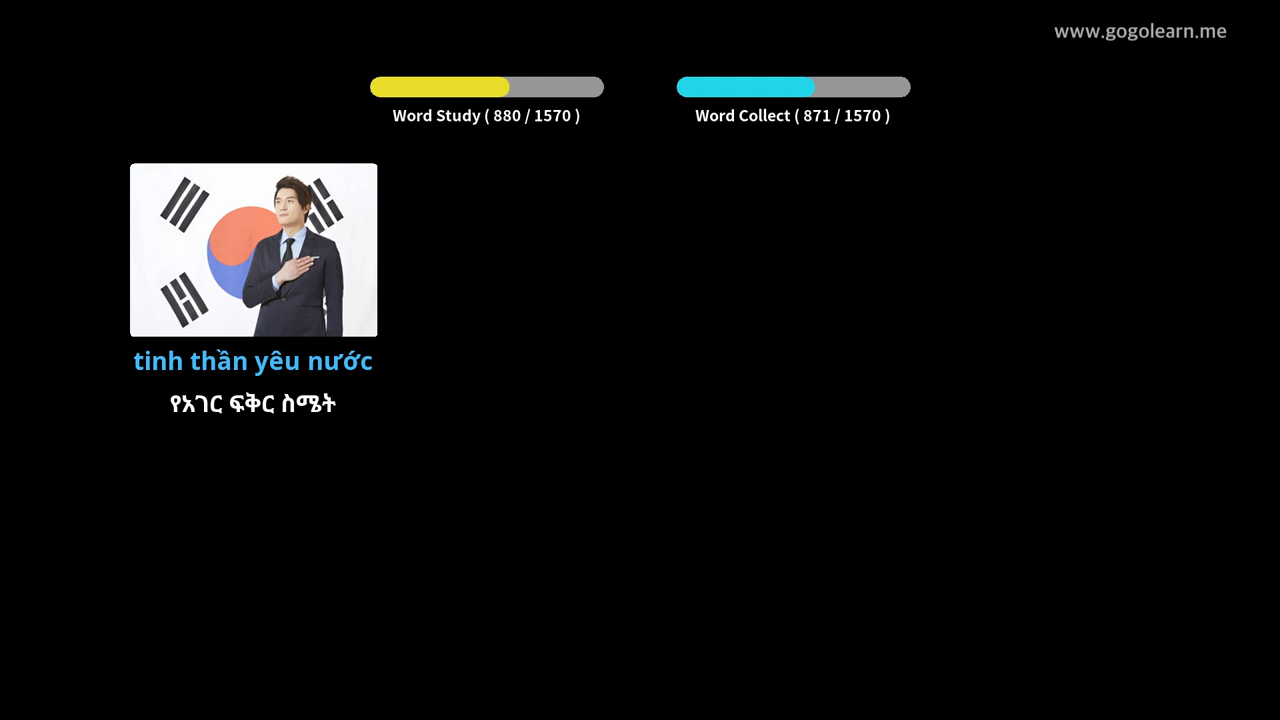 www.gogolearn.me
Word Study ( 880 / 1570 )
Word Collect ( 871 / 1570 )
tinh thần yêu nước
የአገር ፍቅር ስሜት